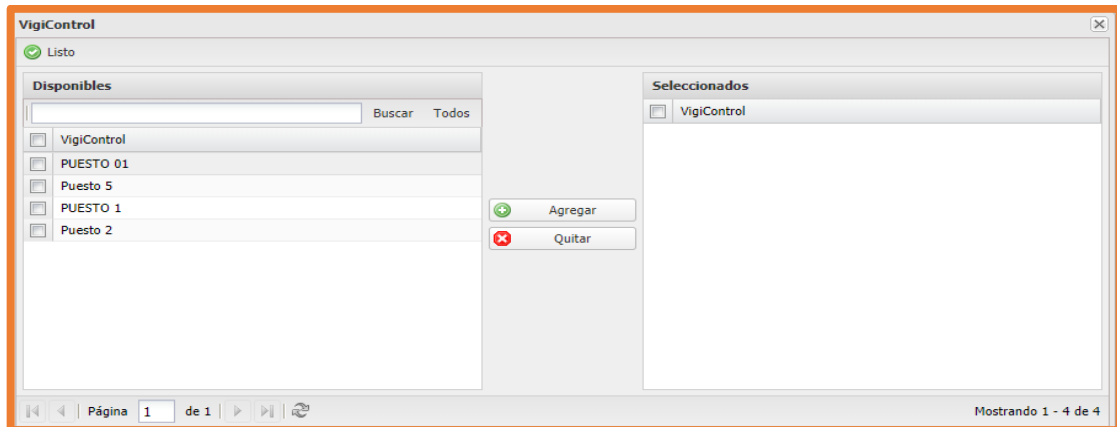 VigiControl
Listo
Disponibles
Buscar Todos
VigiControl
PUESTO 01
Puesto 5
PUESTO 1
Puesto 2
Agregar
Quitar
Seleccionados
VigiControl
Página 1 de 1
Mostrando 1 - 4 de 4